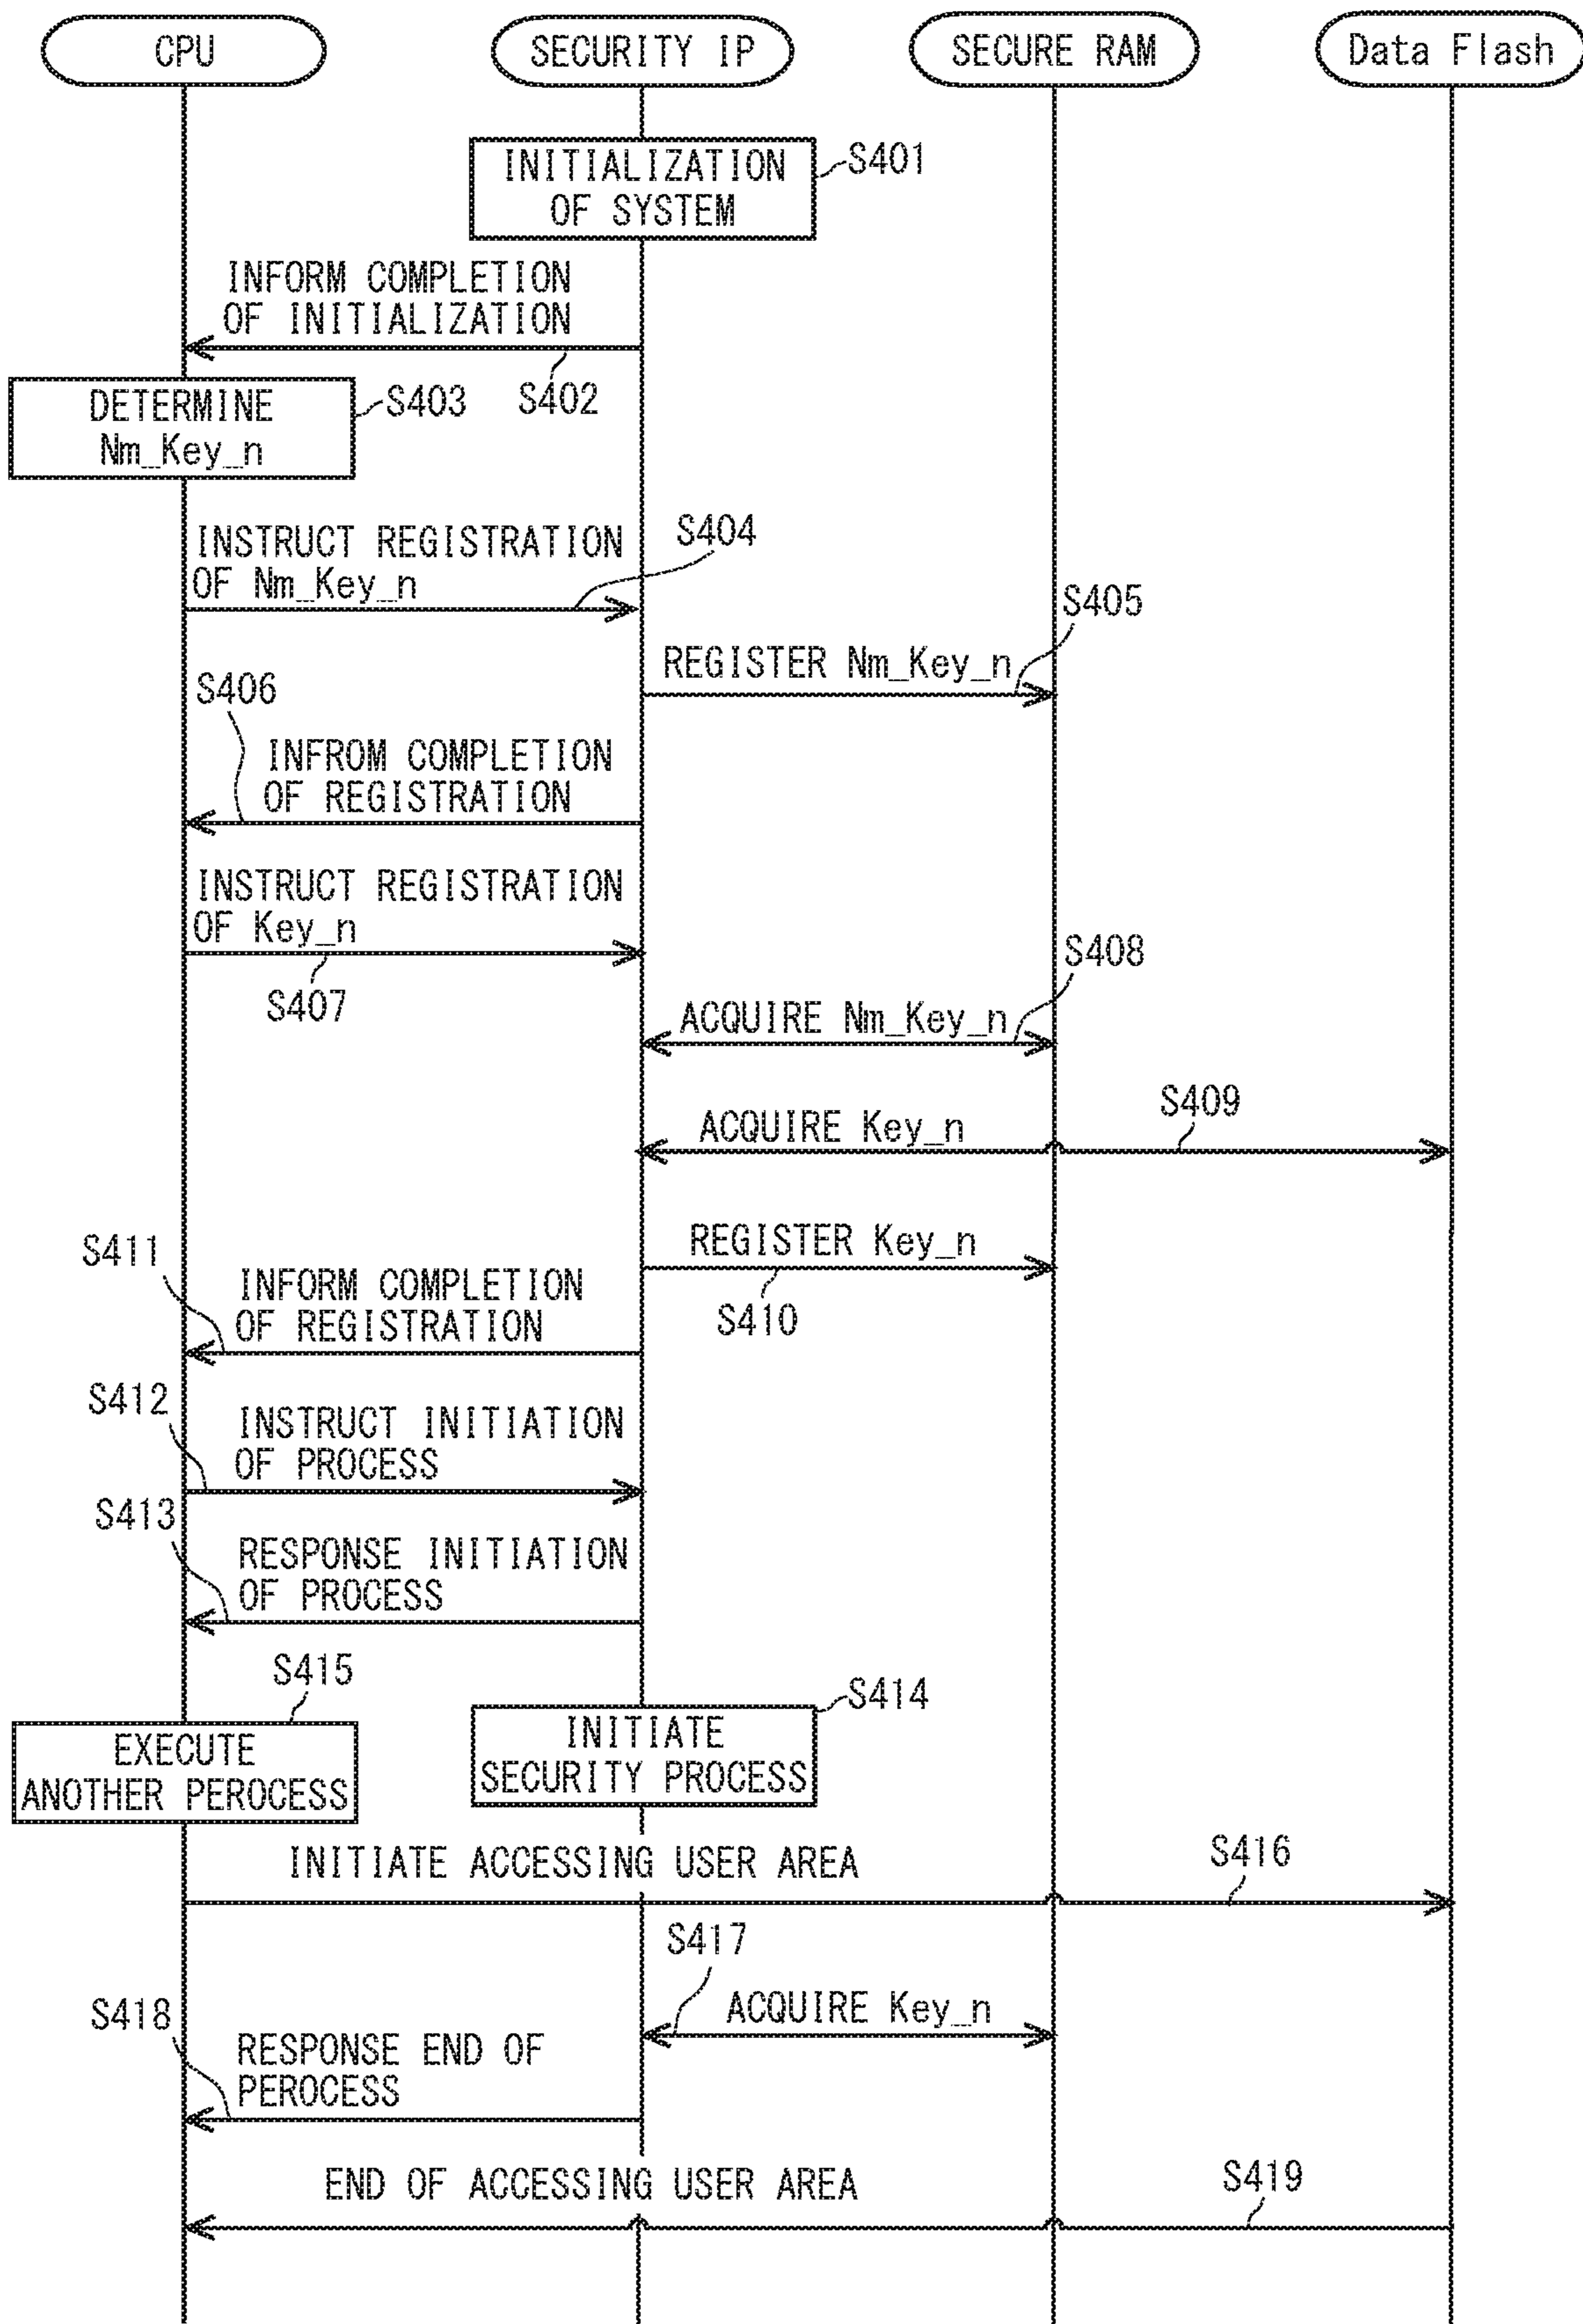 CPU
SECURITY IP
SECURE RAM
Data Flash
INITIALIZATION
OF SYSTEM
S401
INFORM COMPLETION
OF INITIALIZATION
S402
DETERMINE
Nm_Key_n
S403
INSTRUCT REGISTRATION
OF Nm_Key_n
S404
S405
REGISTER Nm_Key_n
S406
INFROM COMPLETION
OF REGISTRATION
INSTRUCT REGISTRATION
OF Key_n
S407
S408
ACQUIRE Nm_Key_n
S409
ACQUIRE Key_n
REGISTER Key_n
S410
S411
INFORM COMPLETION
OF REGISTRATION
S412
INSTRUCT INITIATION
OF PROCESS
S413
RESPONSE INITIATION
OF PROCESS
S415
EXECUTE
ANOTHER PEROCESS
S414
INITIATE
SECURITY PROCESS
INITIATE ACCESSING USER AREA
S416
S417
ACQUIRE Key_n
S418
RESPONSE END OF
PEROCESS
END OF ACCESSING USER AREA
S419